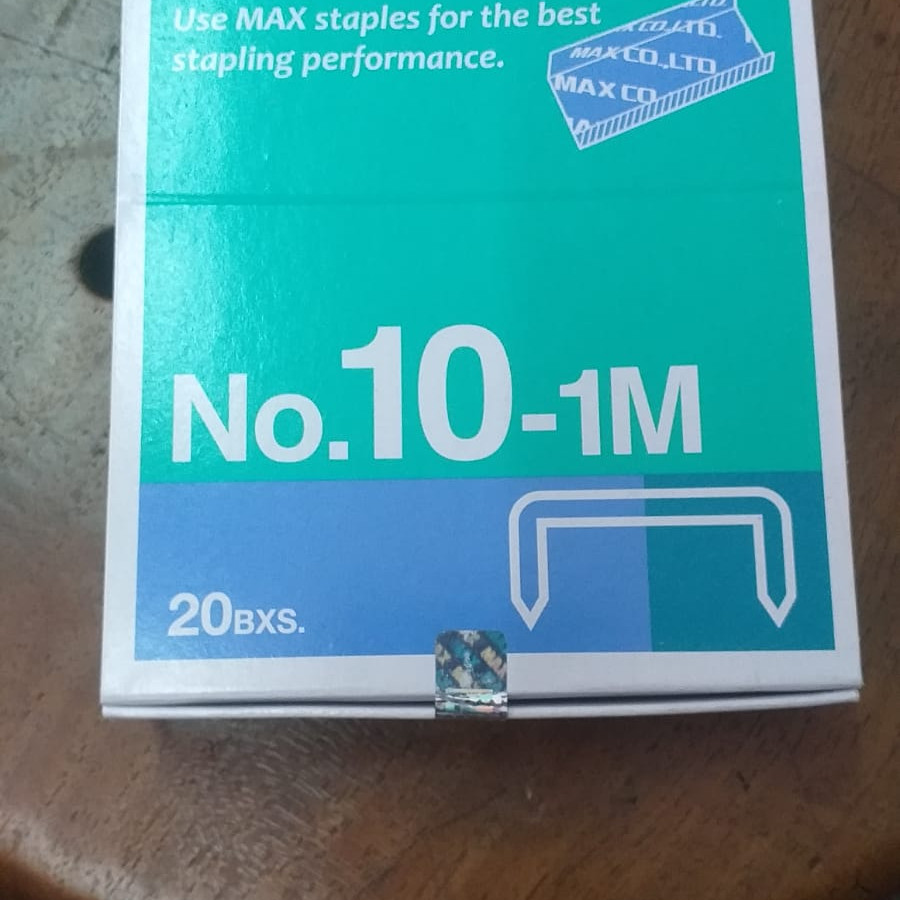 Use MAX staples for the best
stapling performance.
CO.,LTD.
MAX CO.,LTD
MAX CO
No.10-1M
20BXS.